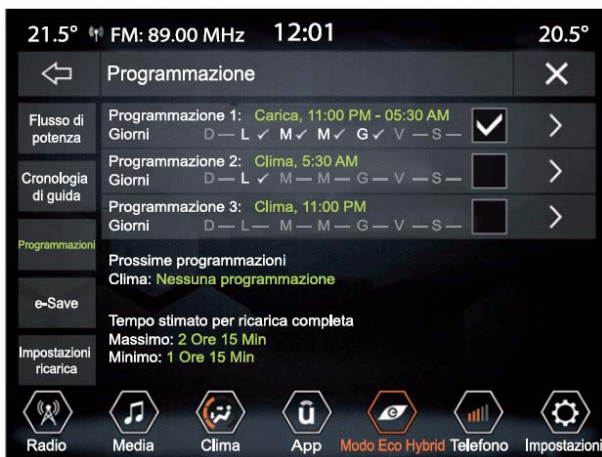 21.5° FM: 89.00 MHz 12:01 20.5°
Programmazione
Flusso di potenza
Cronologia di guida
Programmazioni
e-Save
Impostazioni ricarica
Programmazione 1: Carica, 11:00 PM - 05:30 AM
Giorni D — L ✓ M ✓ M ✓ G ✓ V — S —
Programmazione 2: Clima, 5:30 AM
Giorni D — L ✓ M — M — G — V — S —
Programmazione 3: Clima, 11:00 PM
Giorni D — L — M — M — G — V — S —
Prossime programmazioni
Clima: Nessuna programmazione
Tempo stimato per ricarica completa
Massimo: 2 Ore 15 Min
Minimo: 1 Ore 15 Min
Radio Media Clima App Modo Eco Hybrid Telefono Impostazioni